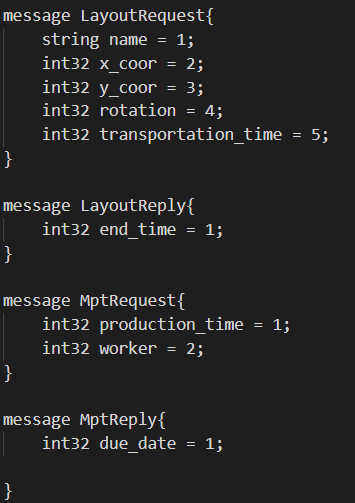 message LayoutRequest{
    string name = 1;
    int32 x_coor = 2;
    int32 y_coor = 3;
    int32 rotation = 4;
    int32 transportation_time = 5;
}
message LayoutReply{
    int32 end_time = 1;
}
message MptRequest{
    int32 production_time = 1;
    int32 worker = 2;
}
message MptReply{
    int32 due_date = 1;
}